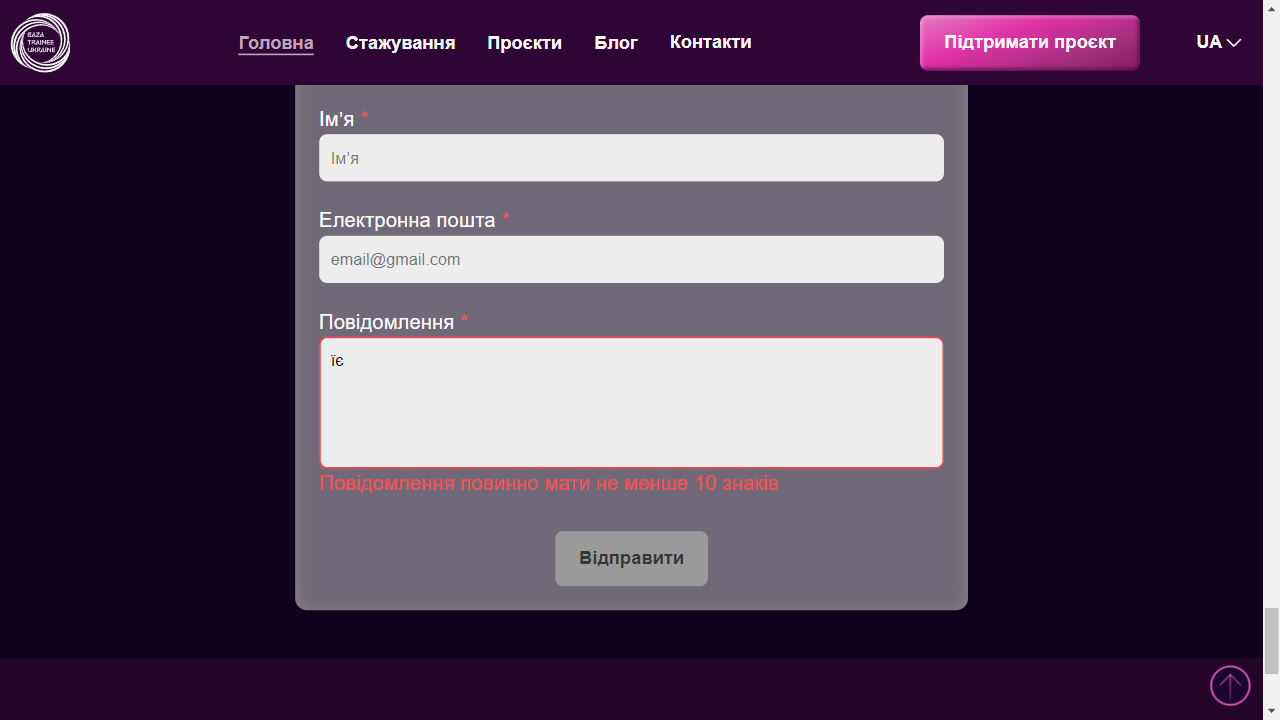 BAZA
TRAINEE
UKRAINE
Головна Стажування Проєкти Блог Контакти Підтримати проєкт UA
Ім’я *
Ім’я
Електронна пошта *
email@gmail.com
Повідомлення *
їє
Повідомлення повинно мати не менше 10 знаків
Відправити